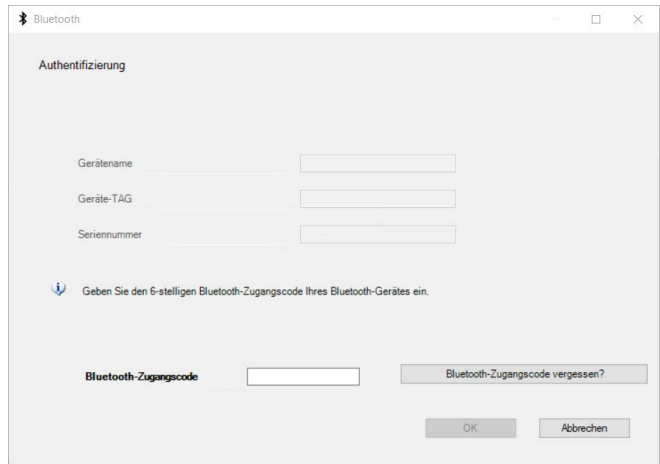 Bluetooth
Authentifizierung
Gerätename
Geräte-TAG
Seriennummer
Geben Sie den 6-stelligen Bluetooth-Zugangscode Ihres Bluetooth-Gerätes ein.
Bluetooth-Zugangscode
Bluetooth-Zugangscode vergessen?
OK
Abbrechen